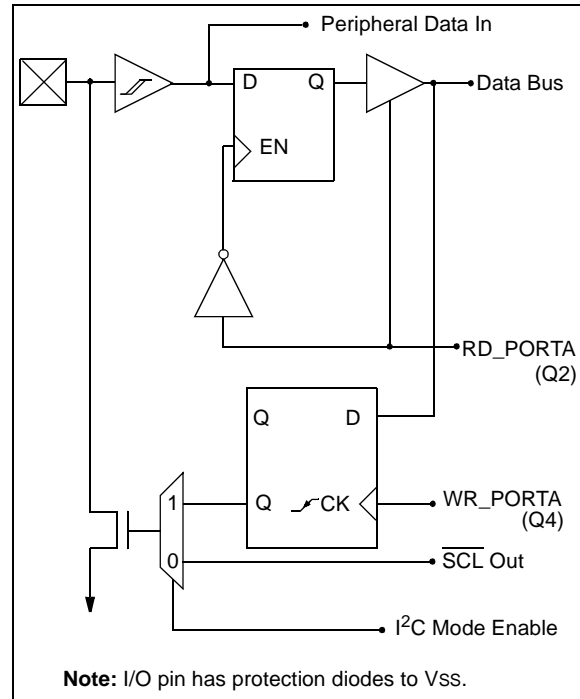 Peripheral Data In
D Q
Data Bus
EN
RD_PORTA
(Q2)
Q D
1
Q CK
WR_PORTA
(Q4)
0
S̅C̅L̅ Out
I²C Mode Enable
Note: I/O pin has protection diodes to VSS.